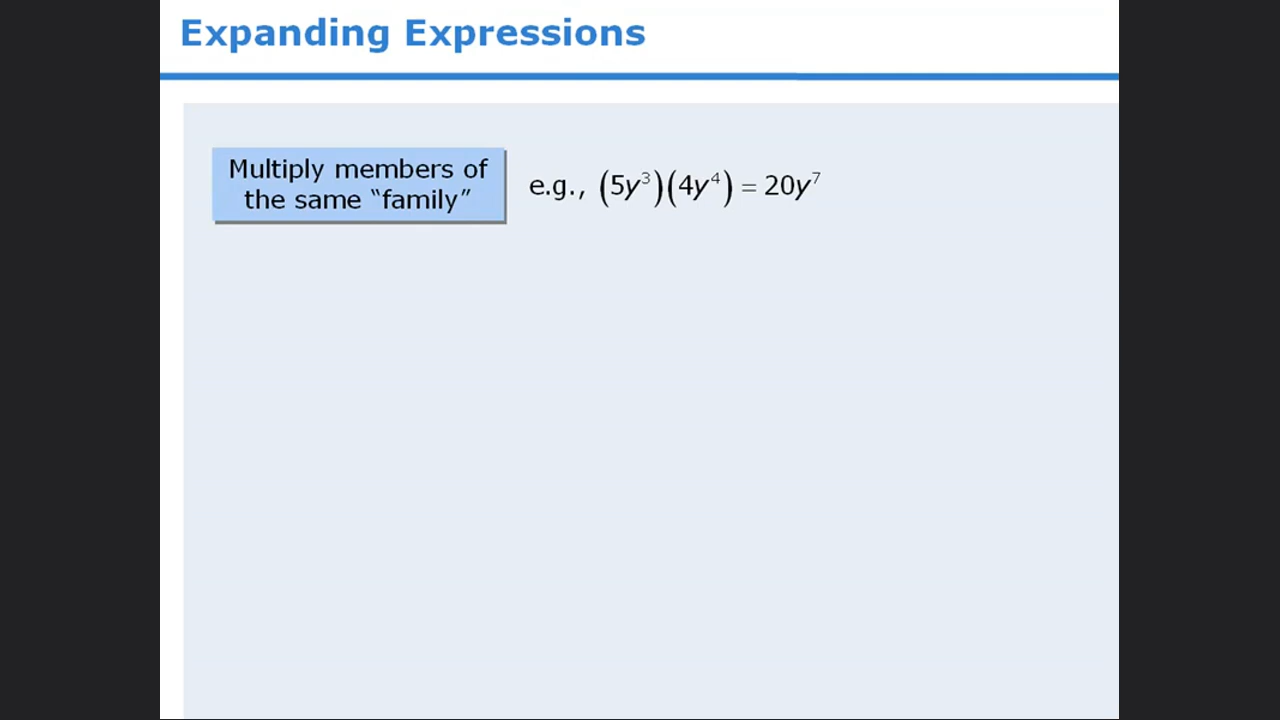 Expanding Expressions
Multiply members of
the same “family”
e.g., (5y³)(4y⁴) = 20y⁷